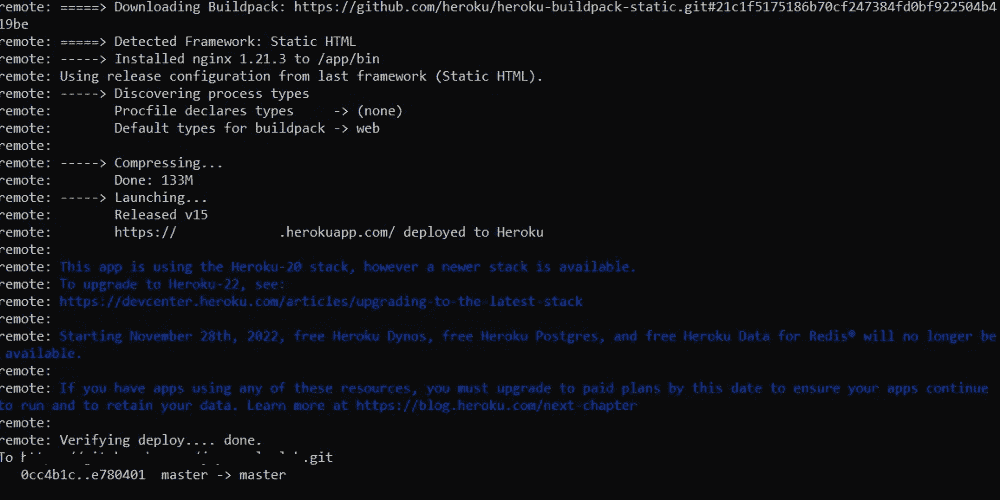 remote: =====> Downloading Buildpack: https://github.com/heroku/heroku-buildpack-static.git#21c1f5175186b70cf247384fd0bf922504b4
19be
remote: =====> Detected Framework: Static HTML
remote: -----> Installed nginx 1.21.3 to /app/bin
remote: Using release configuration from last framework (Static HTML).
remote: -----> Discovering process types
remote:        Procfile declares types     -> (none)
remote:        Default types for buildpack -> web
remote:
remote: -----> Compressing...
remote:        Done: 133M
remote: -----> Launching...
remote:        Released v15
remote:        https://             .herokuapp.com/ deployed to Heroku
remote:
remote: This app is using the Heroku-20 stack, however a newer stack is available.
remote: To upgrade to Heroku-22, see:
remote: https://devcenter.heroku.com/articles/upgrading-to-the-latest-stack
remote:
remote: Starting November 28th, 2022, free Heroku Dynos, free Heroku Postgres, and free Heroku Data for Redis® will no longer be
 available.
remote:
remote: If you have apps using any of these resources, you must upgrade to paid plans by this date to ensure your apps continue
to run and to retain your data. Learn more at https://blog.heroku.com/next-chapter
remote:
remote: Verifying deploy.... done.
To .git
   0cc4b1c..e780401  master -> master